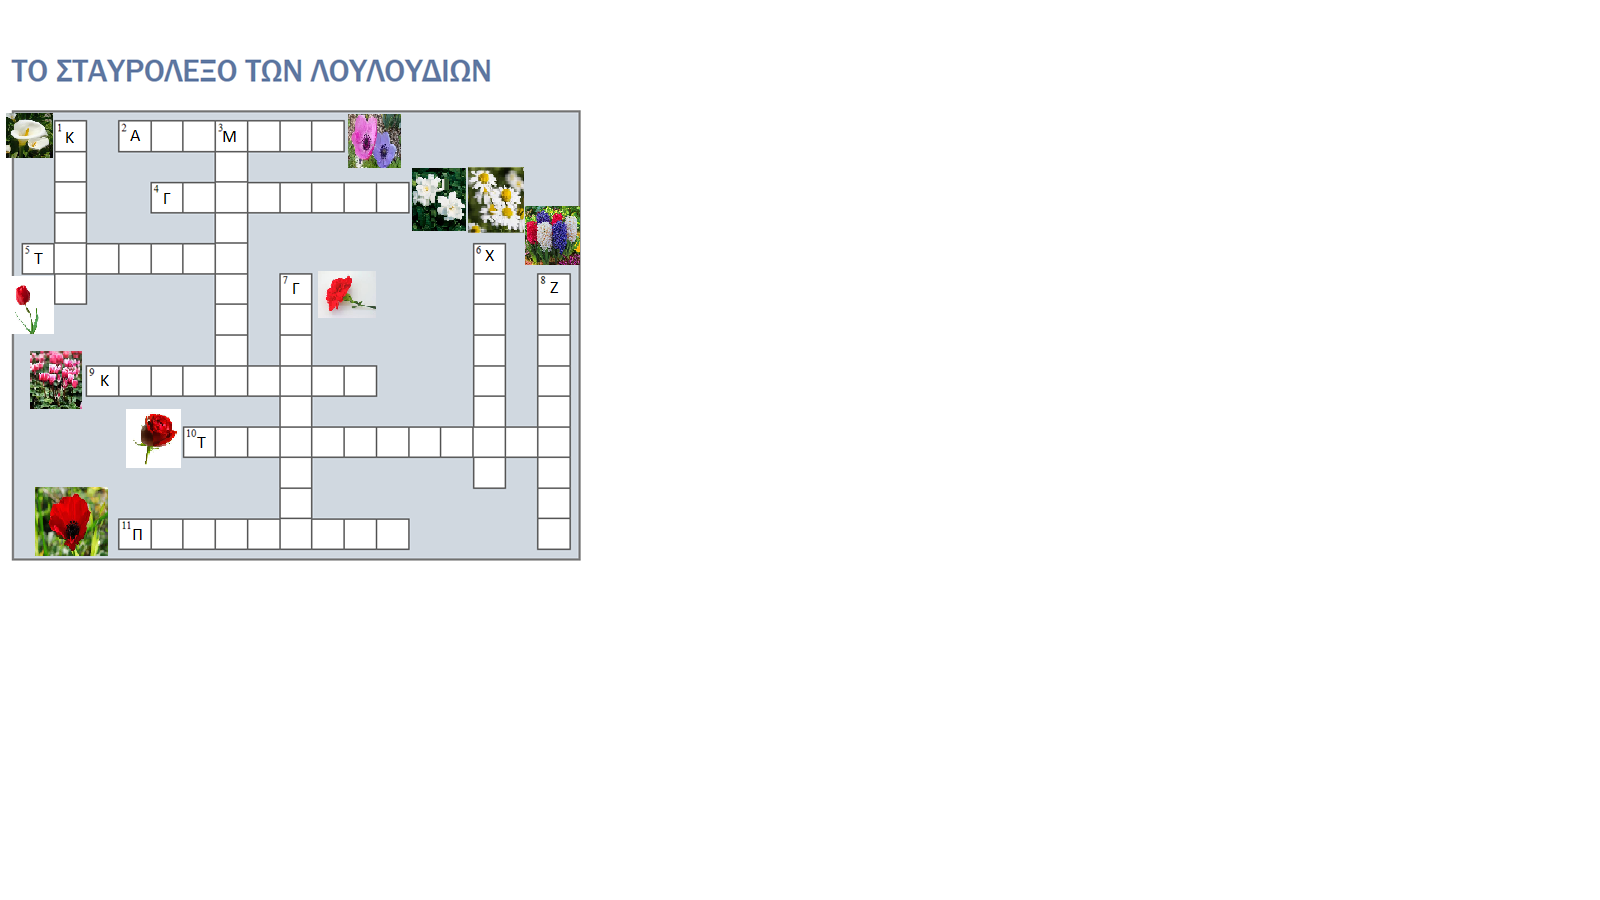 ΤΟ ΣΤΑΥΡΟΛΕΞΟ ΤΩΝ ΛΟΥΛΟΥΔΙΩΝ
1 Κ 2 Α 3 Μ
4 Γ
5 Τ 6 Χ
7 Γ 8 Ζ
9 Κ
10 Τ
11 Π